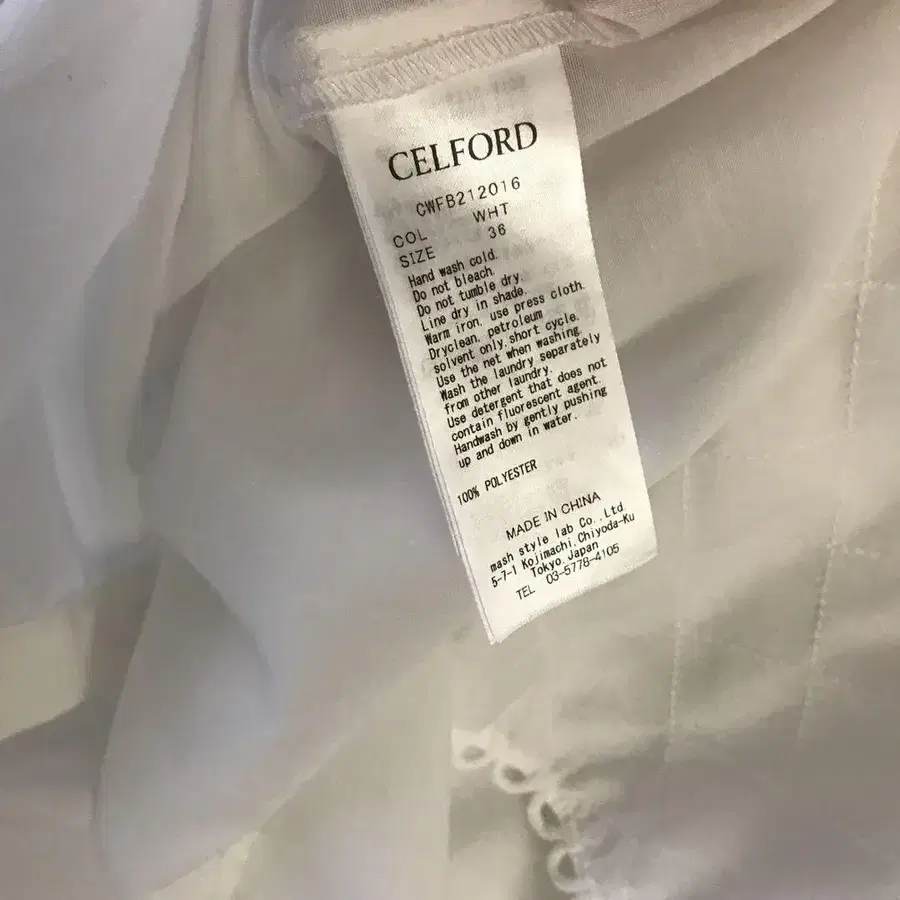 CELFORD
CWFB212016
COL WHT
SIZE 36
Hand wash cold.
Do not bleach.
Do not tumble dry.
Line dry in shade.
Warm iron, use press cloth.
Dryclean, petroleum
solvent only, short cycle.
Use the net when washing.
Wash the laundry separately
from other laundry.
Use detergent that does not
contain fluorescent agent.
Handwash by gently pushing
up and down in water.
100% POLYESTER
MADE IN CHINA
mash style lab Co.,Ltd.
5-7-1 Kojimachi,Chiyoda-Ku
Tokyo,Japan
TEL 03-5778-4105